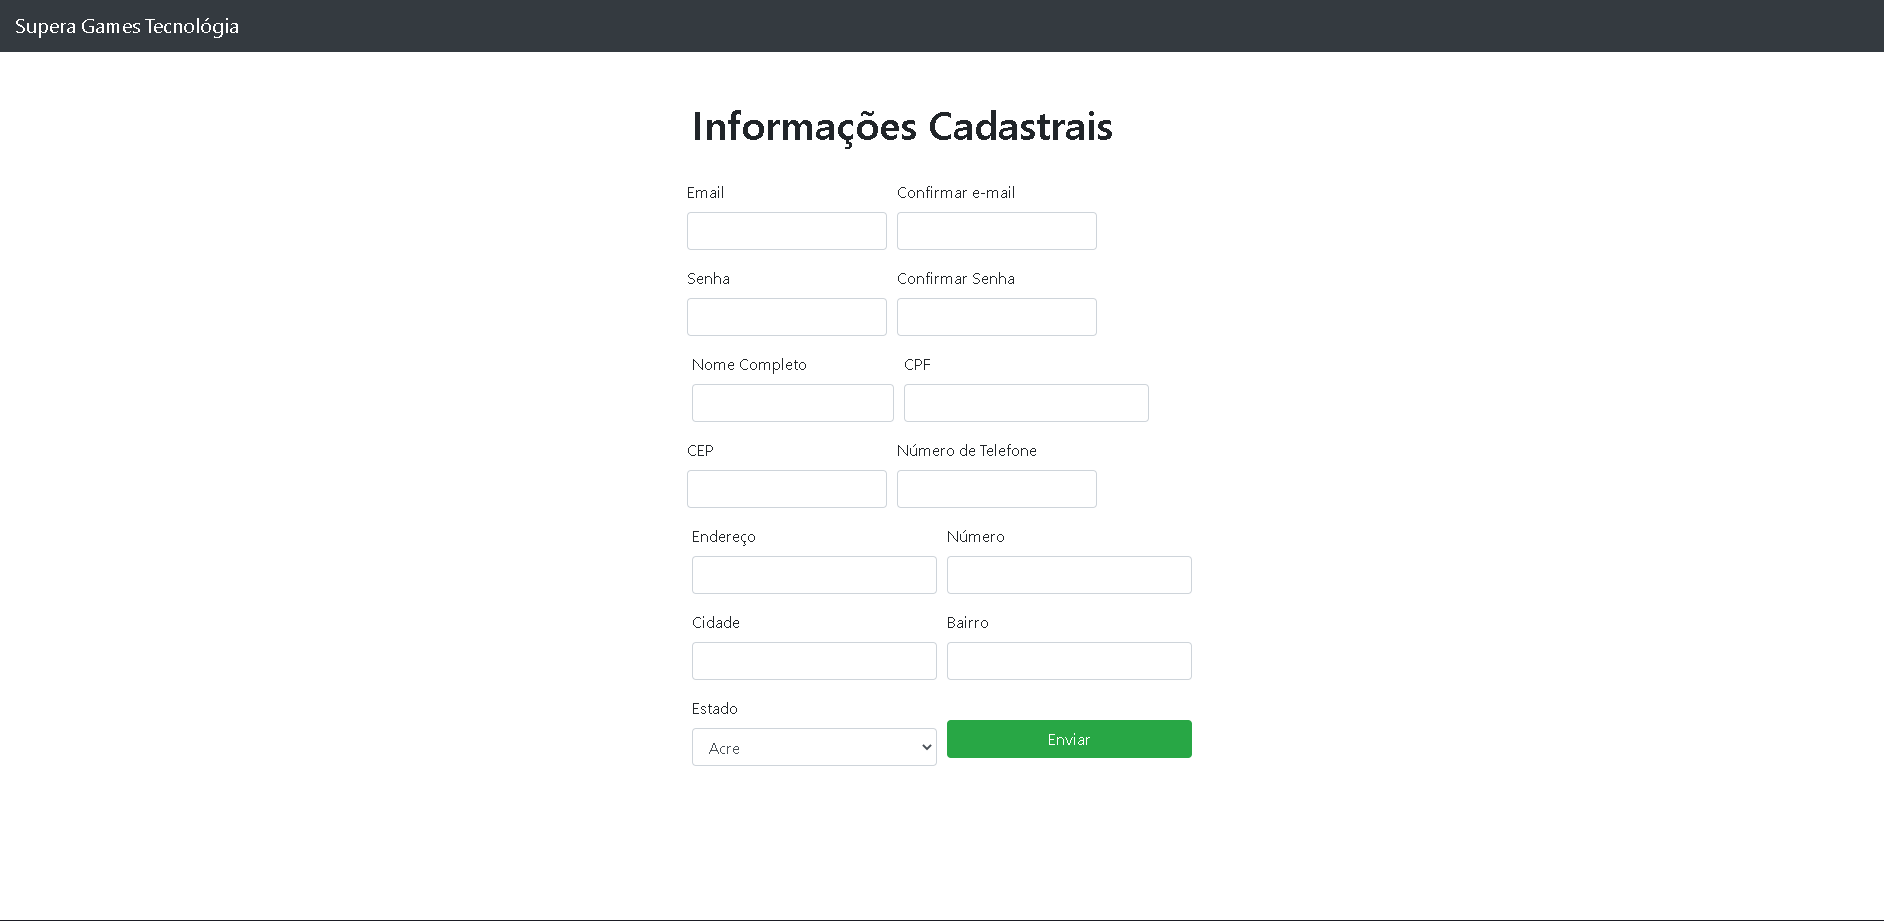 Supera Games Tecnológia
Informações Cadastrais
Email Confirmar e-mail
Senha Confirmar Senha
Nome Completo CPF
CEP Número de Telefone
Endereço Número
Cidade Bairro
Estado
Acre Enviar